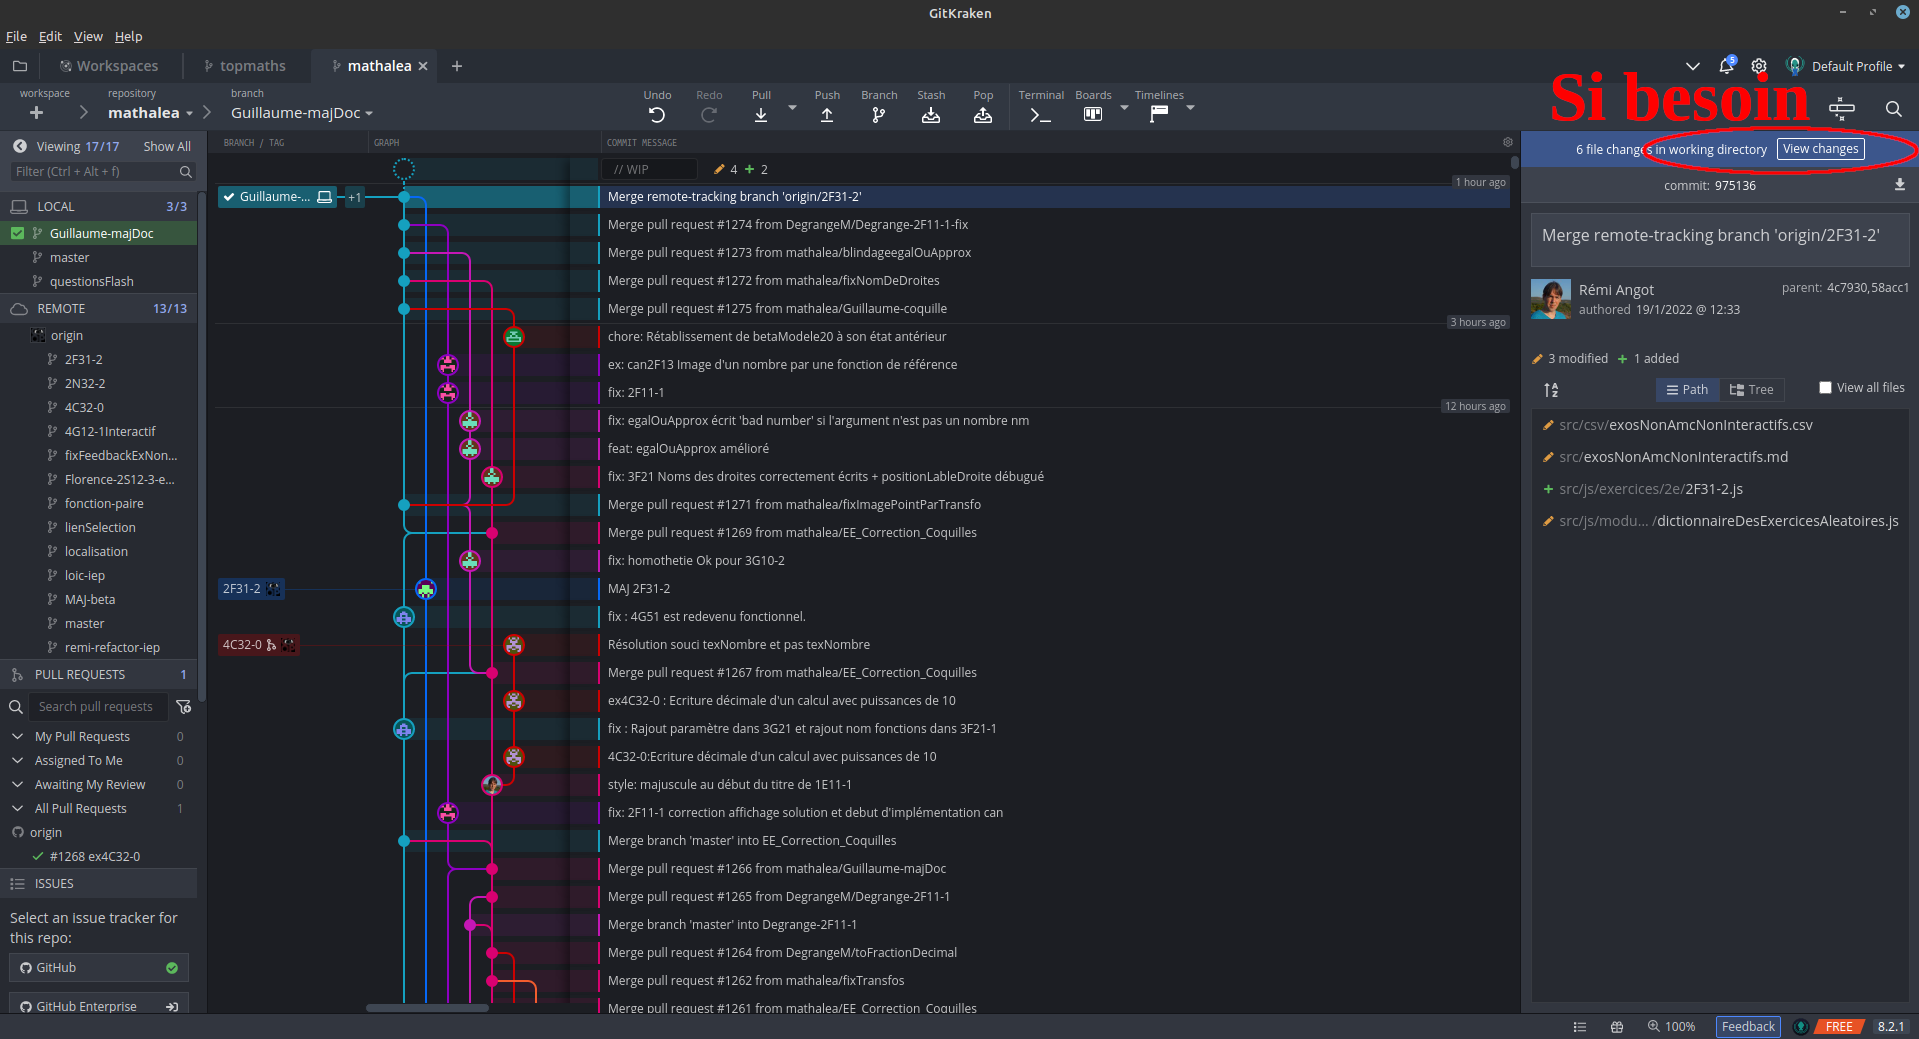 GitKraken
File Edit View Help
Workspaces topmaths mathalea
5
Default Profile
Si besoin
workspace repository branch
mathalea Guillaume-majDoc
Undo Redo Pull Push Branch Stash Pop Terminal Boards Timelines
Viewing 17/17 Show All
Filter (Ctrl + Alt + f)
LOCAL 3/3
Guillaume-majDoc
master
questionsFlash
REMOTE 13/13
origin
2F31-2
2N32-2
4C32-0
4G12-1Interactif
fixFeedbackExNon...
Florence-2S12-3-e...
fonction-paire
lienSelection
localisation
loic-iep
MAJ-beta
master
remi-refactor-iep
PULL REQUESTS 1
Search pull requests
My Pull Requests 0
Assigned To Me 0
Awaiting My Review 0
All Pull Requests 1
origin
#1268 ex4C32-0
ISSUES
Select an issue tracker for
this repo:
GitHub
GitHub Enterprise
BRANCH / TAG GRAPH COMMIT MESSAGE
// WIP 4 + 2
1 hour ago
Guillaume-... +1 Merge remote-tracking branch 'origin/2F31-2'
Merge pull request #1274 from DegrangeM/Degrange-2F11-1-fix
Merge pull request #1273 from mathalea/blindageegalOuApprox
Merge pull request #1272 from mathalea/fixNomDeDroites
Merge pull request #1275 from mathalea/Guillaume-coquille
3 hours ago
chore: Rétablissement de betaModele20 à son état antérieur
ex: can2F13 Image d'un nombre par une fonction de référence
fix: 2F11-1
12 hours ago
fix: egalOuApprox écrit 'bad number' si l'argument n'est pas un nombre nm
feat: egalOuApprox amélioré
fix: 3F21 Noms des droites correctement écrits + positionLableDroite débugué
Merge pull request #1271 from mathalea/fixImagePointParTransfo
Merge pull request #1269 from mathalea/EE_Correction_Coquilles
fix: homothetie Ok pour 3G10-2
2F31-2 MAJ 2F31-2
fix : 4G51 est redevenu fonctionnel.
4C32-0 Résolution souci texNombre et pas texNombre
Merge pull request #1267 from mathalea/EE_Correction_Coquilles
ex4C32-0 : Ecriture décimale d'un calcul avec puissances de 10
fix : Rajout paramètre dans 3G21 et rajout nom fonctions dans 3F21-1
4C32-0:Ecriture décimale d'un calcul avec puissances de 10
style: majuscule au début du titre de 1E11-1
fix: 2F11-1 correction affichage solution et debut d'implémentation can
Merge branch 'master' into EE_Correction_Coquilles
Merge pull request #1266 from mathalea/Guillaume-majDoc
Merge pull request #1265 from DegrangeM/Degrange-2F11-1
Merge branch 'master' into Degrange-2F11-1
Merge pull request #1264 from DegrangeM/toFractionDecimal
Merge pull request #1262 from mathalea/fixTransfos
Merge pull request #1261 from mathalea/EE_Correction_Coquilles
6 file changes in working directory View changes
commit: 975136
Merge remote-tracking branch 'origin/2F31-2'
Rémi Angot parent: 4c7930,58acc1
authored 19/1/2022 @ 12:33
3 modified + 1 added
Path Tree View all files
src/csv/exosNonAmcNonInteractifs.csv
src/exosNonAmcNonInteractifs.md
+ src/js/exercices/2e/2F31-2.js
src/js/modu... /dictionnaireDesExercicesAleatoires.js
100% Feedback FREE 8.2.1